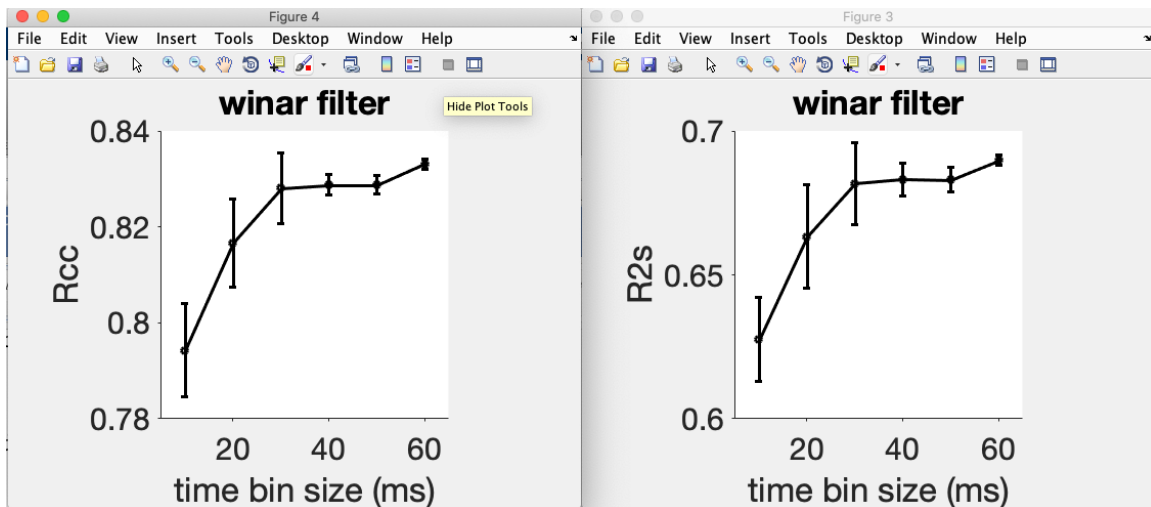 Figure 4
File Edit View Insert Tools Desktop Window Help
winar filter
Hide Plot Tools
0.84
0.82
0.8
0.78
Rcc
20 40 60
time bin size (ms)
Figure 3
File Edit View Insert Tools Desktop Window Help
winar filter
0.7
0.65
0.6
R2s
20 40 60
time bin size (ms)